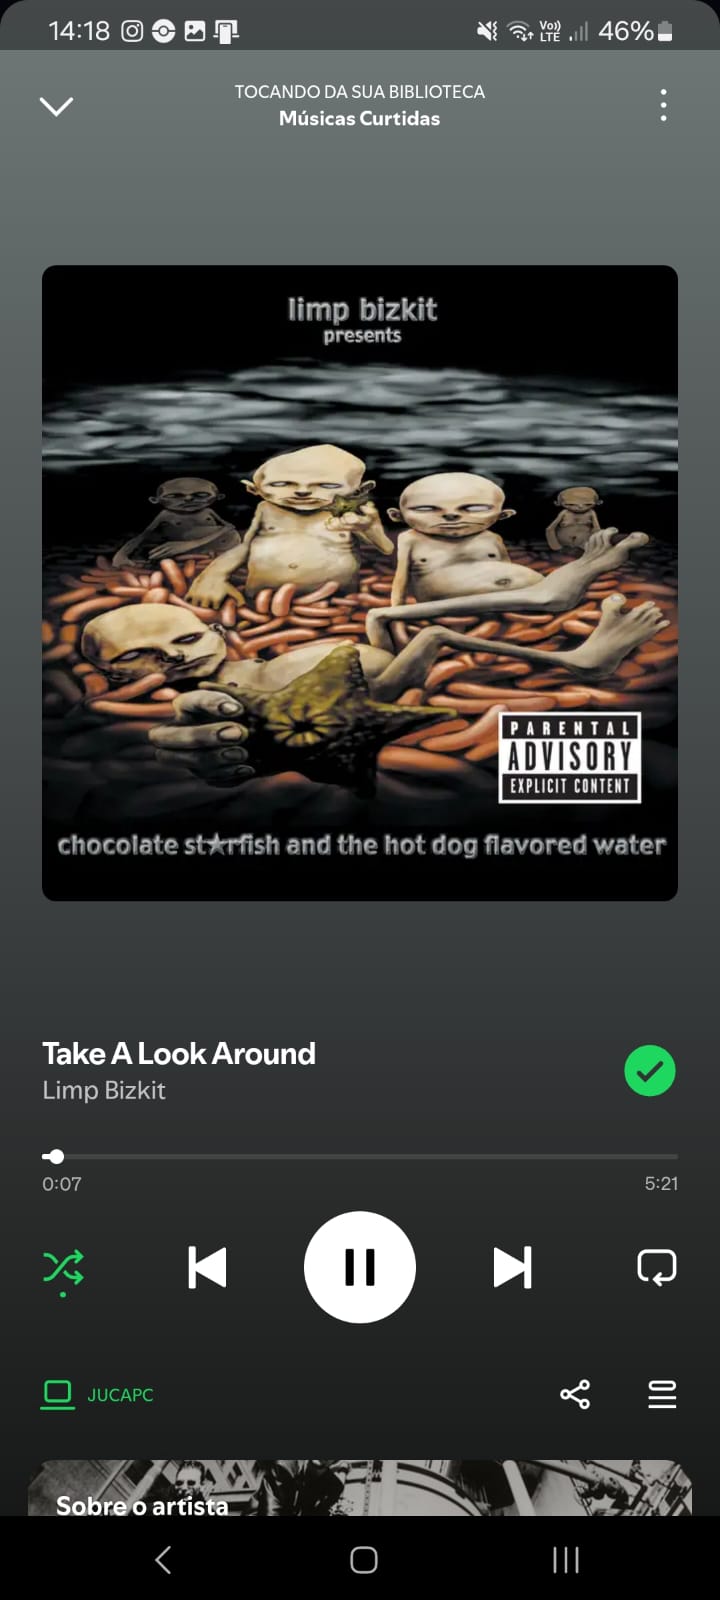 14:18
Vo))
LTE
46%
TOCANDO DA SUA BIBLIOTECA
Músicas Curtidas
limp bizkit
presents
PARENTAL
ADVISORY
EXPLICIT CONTENT
chocolate st★rfish and the hot dog flavored water
Take A Look Around
Limp Bizkit
0:07
5:21
JUCAPC
Sobre o artista